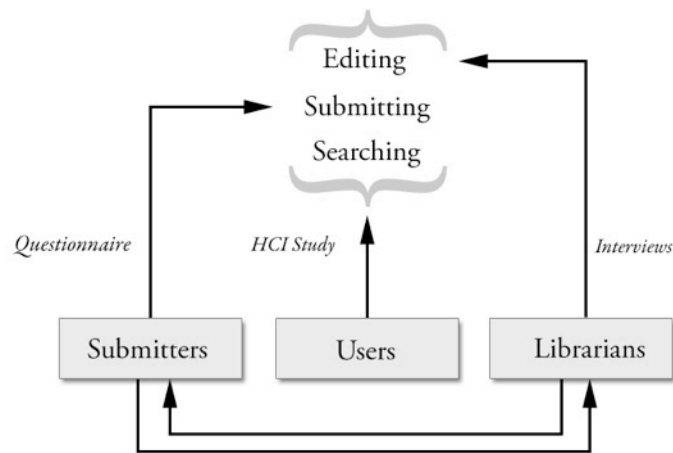 Editing
Submitting
Searching
Questionnaire
HCI Study
Interviews
Submitters
Users
Librarians